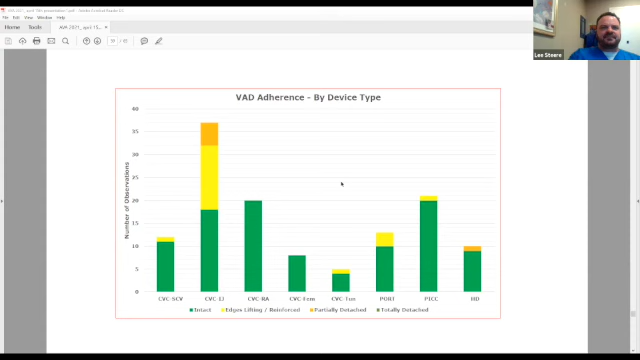 Home Tools
File Edit View Window Help
Lee Steere
VAD Adherence - By Device Type
Number of Observations
40
35
30
25
20
15
10
5
0
CVC-SCV CVC-EJ CVC-RA CVC-Fem CVC-Tun PORT PICC HD
Intact Edges Lifting / Reinforced Partially Detached Totally Detached